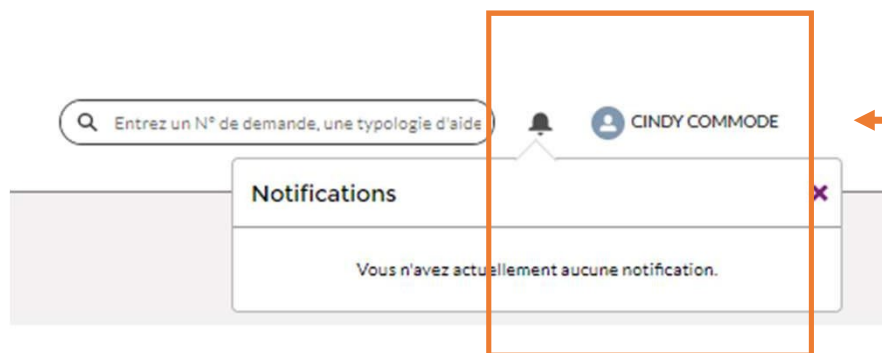 Entrez un N° de demande, une typologie d'aide
CINDY COMMODE
Notifications
Vous n'avez actuellement aucune notification.